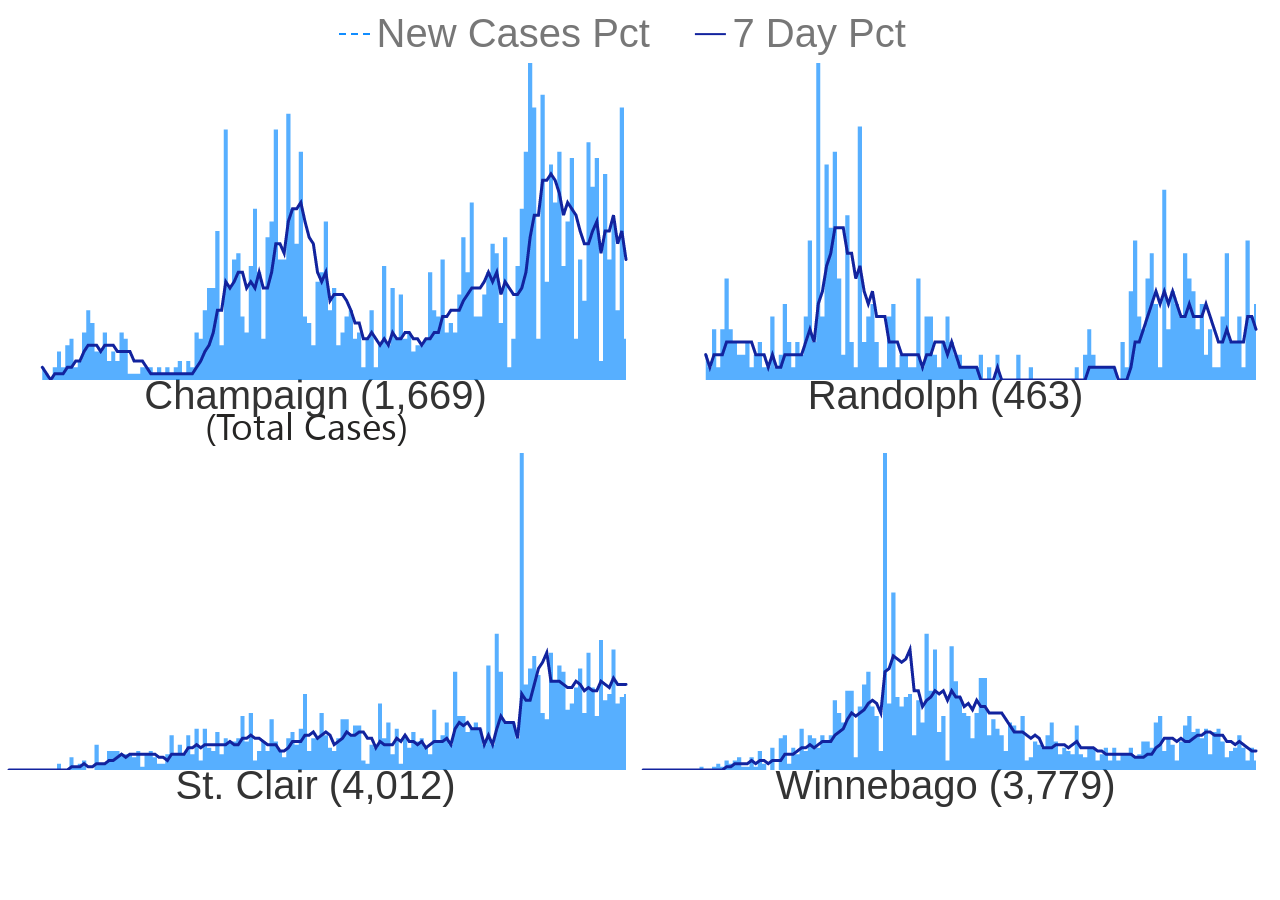 New Cases Pct 7 Day Pct
Champaign (1,669) Randolph (463)
(Total Cases)
St. Clair (4,012) Winnebago (3,779)